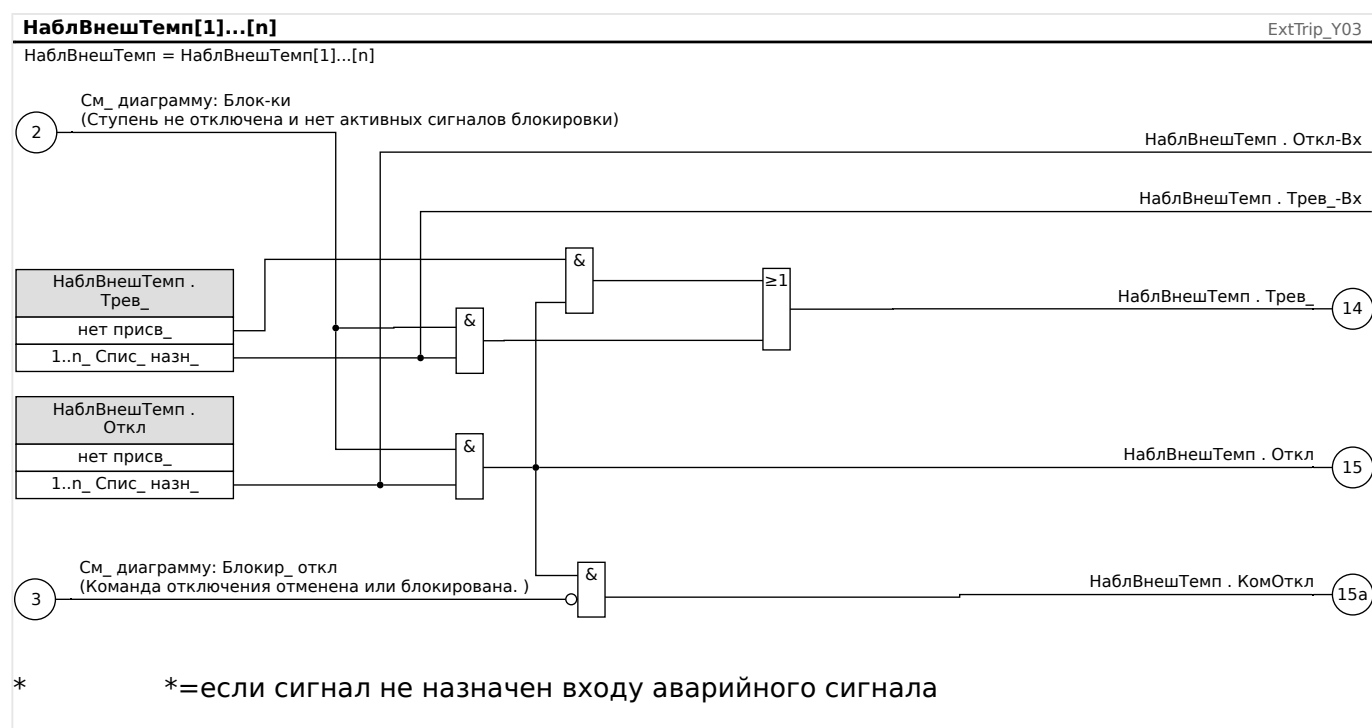 НаблВнешТемп[1]...[n]
ExtTrip_Y03
НаблВнешТемп = НаблВнешТемп[1]...[n]
См_ диаграмму: Блок-ки
(Ступень не отключена и нет активных сигналов блокировки)
2
НаблВнешТемп . Откл-Вх
НаблВнешТемп . Трев_-Вх
&
≥1
НаблВнешТемп .
Трев_
нет присв_
1..n_ Спис_ назн_
&
НаблВнешТемп . Трев_
14
НаблВнешТемп .
Откл
нет присв_
1..n_ Спис_ назн_
&
НаблВнешТемп . Откл
15
См_ диаграмму: Блокир_ откл
(Команда отключения отменена или блокирована. )
3
&
НаблВнешТемп . КомОткл
15a
* *=если сигнал не назначен входу аварийного сигнала